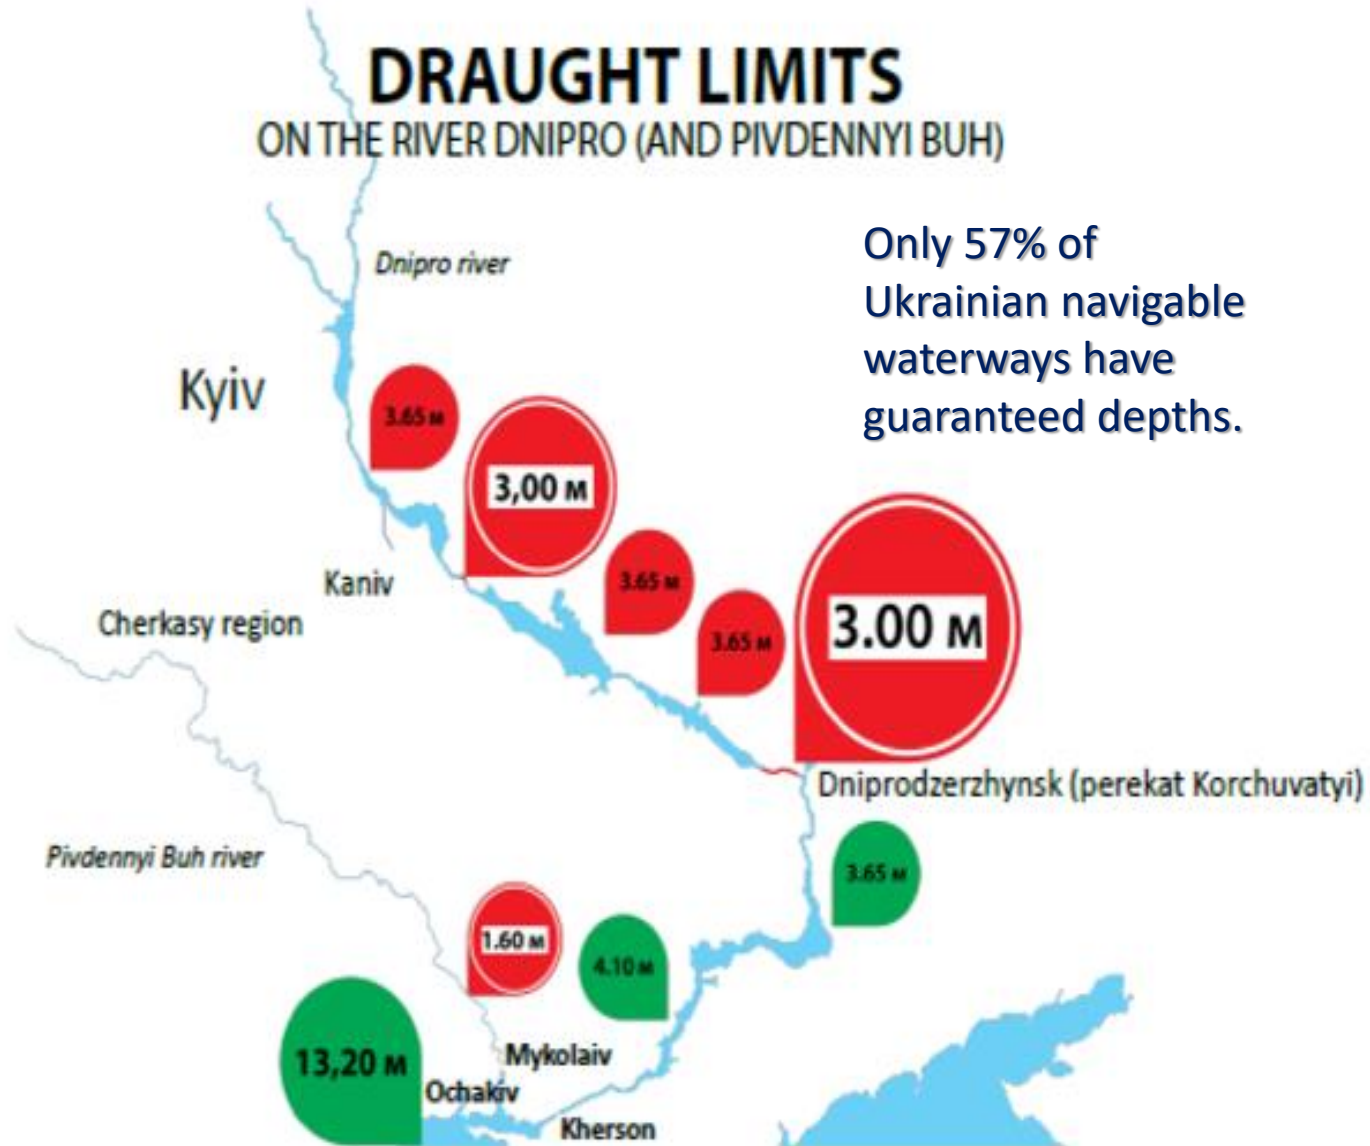 DRAUGHT LIMITS
ON THE RIVER DNIPRO (AND PIVDENNYI BUH)
Only 57% of
Ukrainian navigable
waterways have
guaranteed depths.
Dnipro river
Kyiv
3.65 м
3,00 м
3.65 м
3.65 м
3.00 м
Kaniv
Cherkasy region
Dniprodzerzhynsk (perekat Korchuvatyi)
Pivdennyi Buh river
3.65 м
1.60 м
4.10 м
13,20 м
Mykolaiv
Ochakiv
Kherson